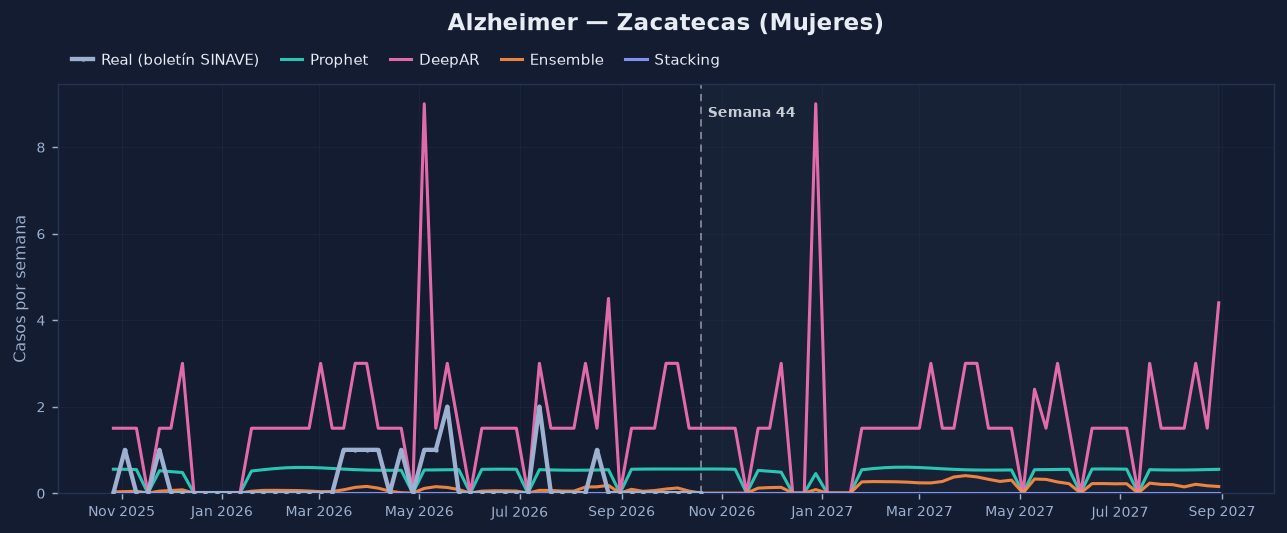 Alzheimer — Zacatecas (Mujeres)
Real (boletín SINAVE) Prophet DeepAR Ensemble Stacking
Semana 44
Casos por semana
8
6
4
2
0
Nov 2025 Jan 2026 Mar 2026 May 2026 Jul 2026 Sep 2026 Nov 2026 Jan 2027 Mar 2027 May 2027 Jul 2027 Sep 2027